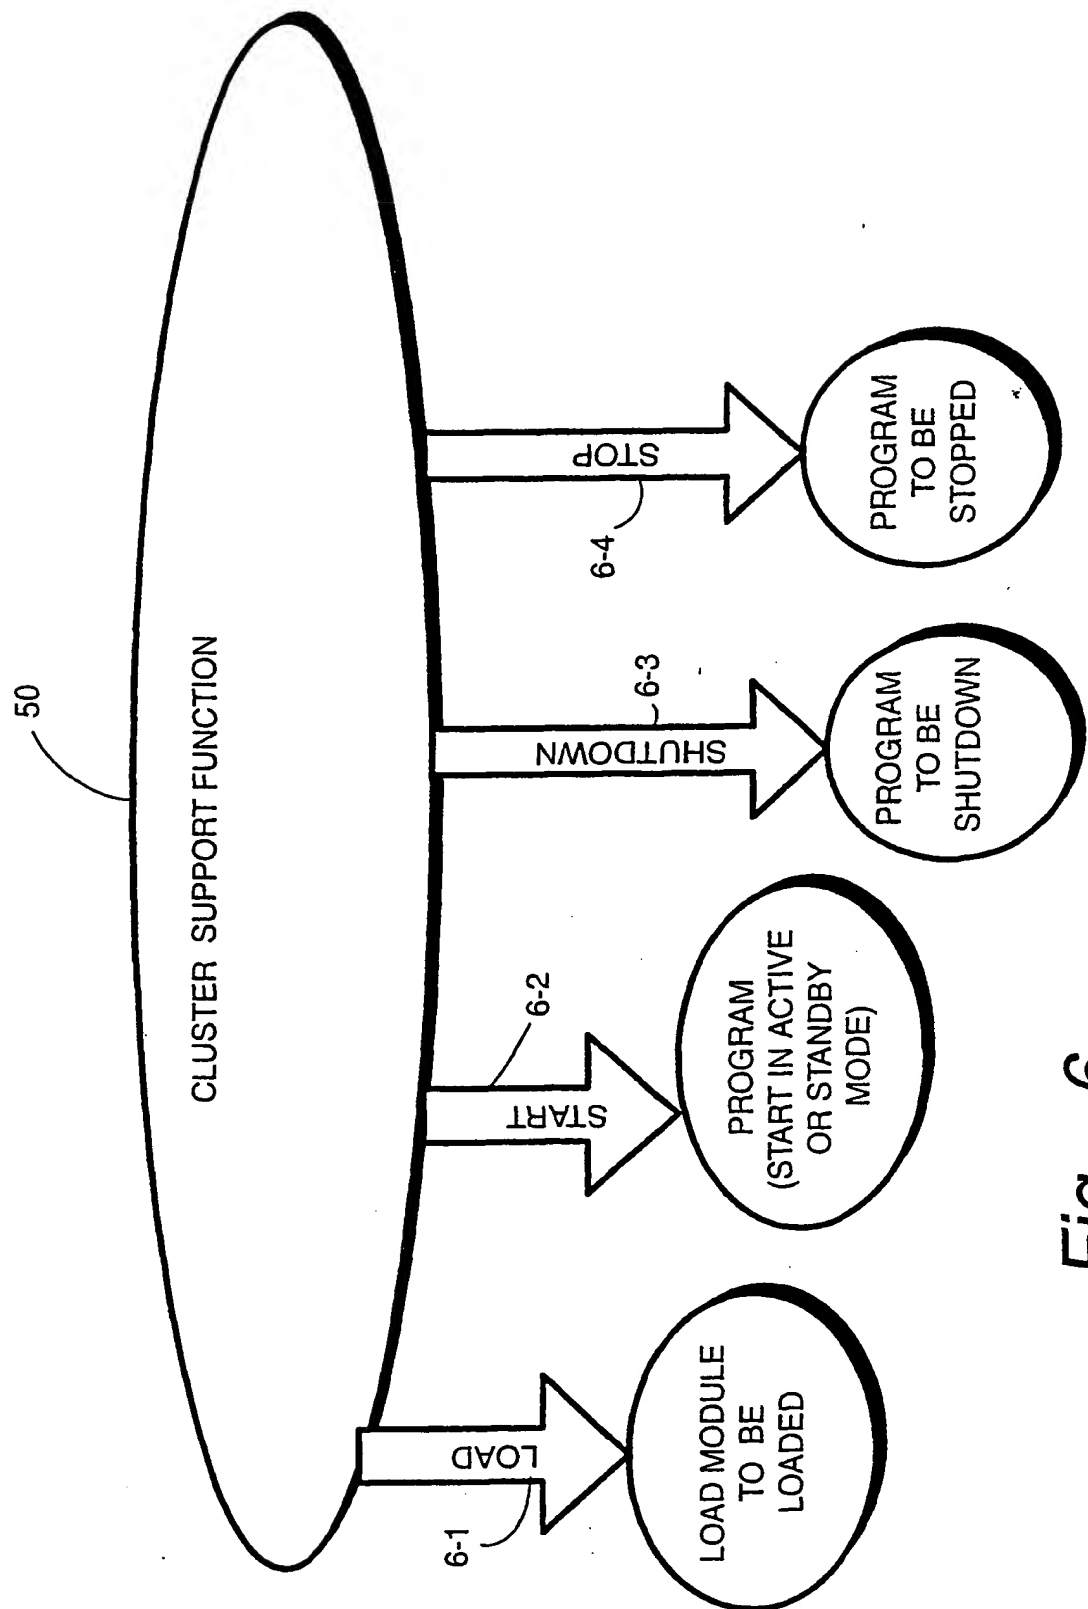 50
CLUSTER SUPPORT FUNCTION
LOAD
6-1
START
6-2
SHUTDOWN
6-3
STOP
6-4
LOAD MODULE
TO BE
LOADED
PROGRAM
(START IN ACTIVE
OR STANDBY
MODE)
PROGRAM
TO BE
SHUTDOWN
PROGRAM
TO BE
STOPPED
Fig. 6